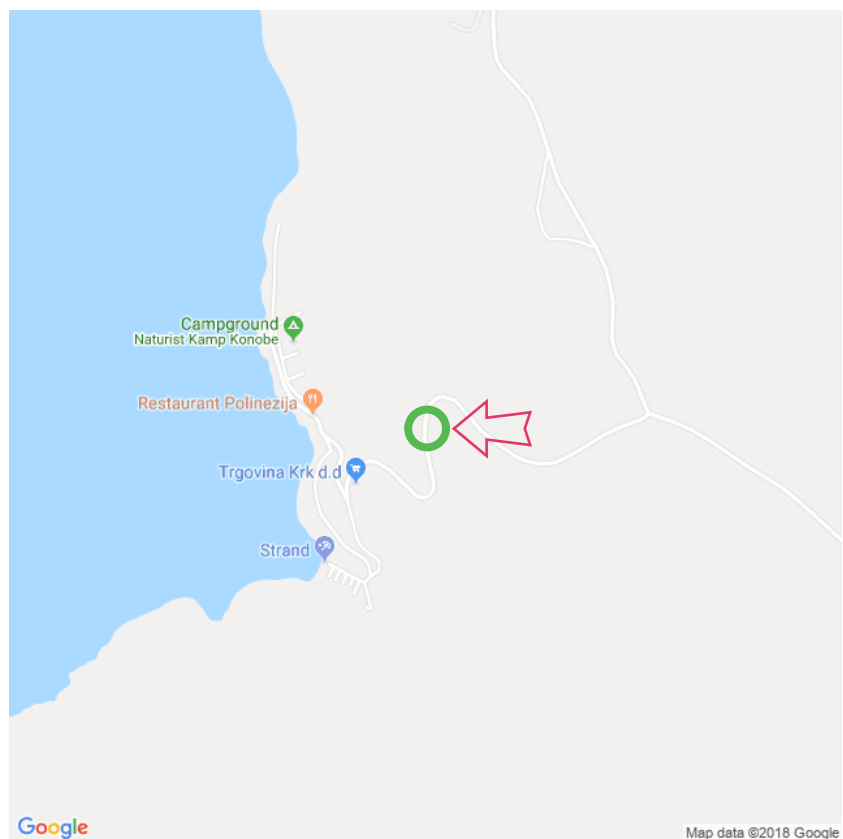 Campground
Naturist Kamp Konobe
Restaurant Polinezija
Trgovina Krk d.d
Strand
Google
Map data ©2018 Google